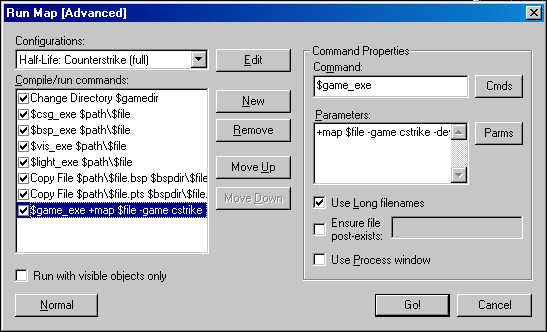 Run Map [Advanced]
Configurations:
Half-Life: Counterstrike (full)
Edit
Compile/run commands:
Change Directory $gamedir
$csg_exe $path\$file
$bsp_exe $path\$file
$vis_exe $path\$file
$light_exe $path\$file
Copy File $path\$file.bsp $bspdir\$file.
Copy File $path\$file.pts $bspdir\$file.
$game_exe +map $file -game cstrike
New
Remove
Move Up
Move Down
Run with visible objects only
Normal
Command Properties
Command:
$game_exe
Cmds
Parameters:
+map $file -game cstrike -dev
Parms
Use Long filenames
Ensure file
post-exists:
Use Process window
Go!
Cancel